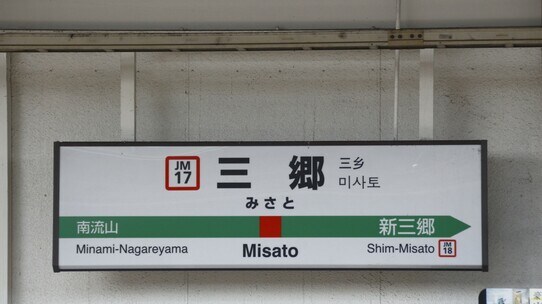 JM
17
三郷
三乡
미사토
みさと
南流山
新三郷
Minami-Nagareyama
Misato
Shim-Misato
JM
18